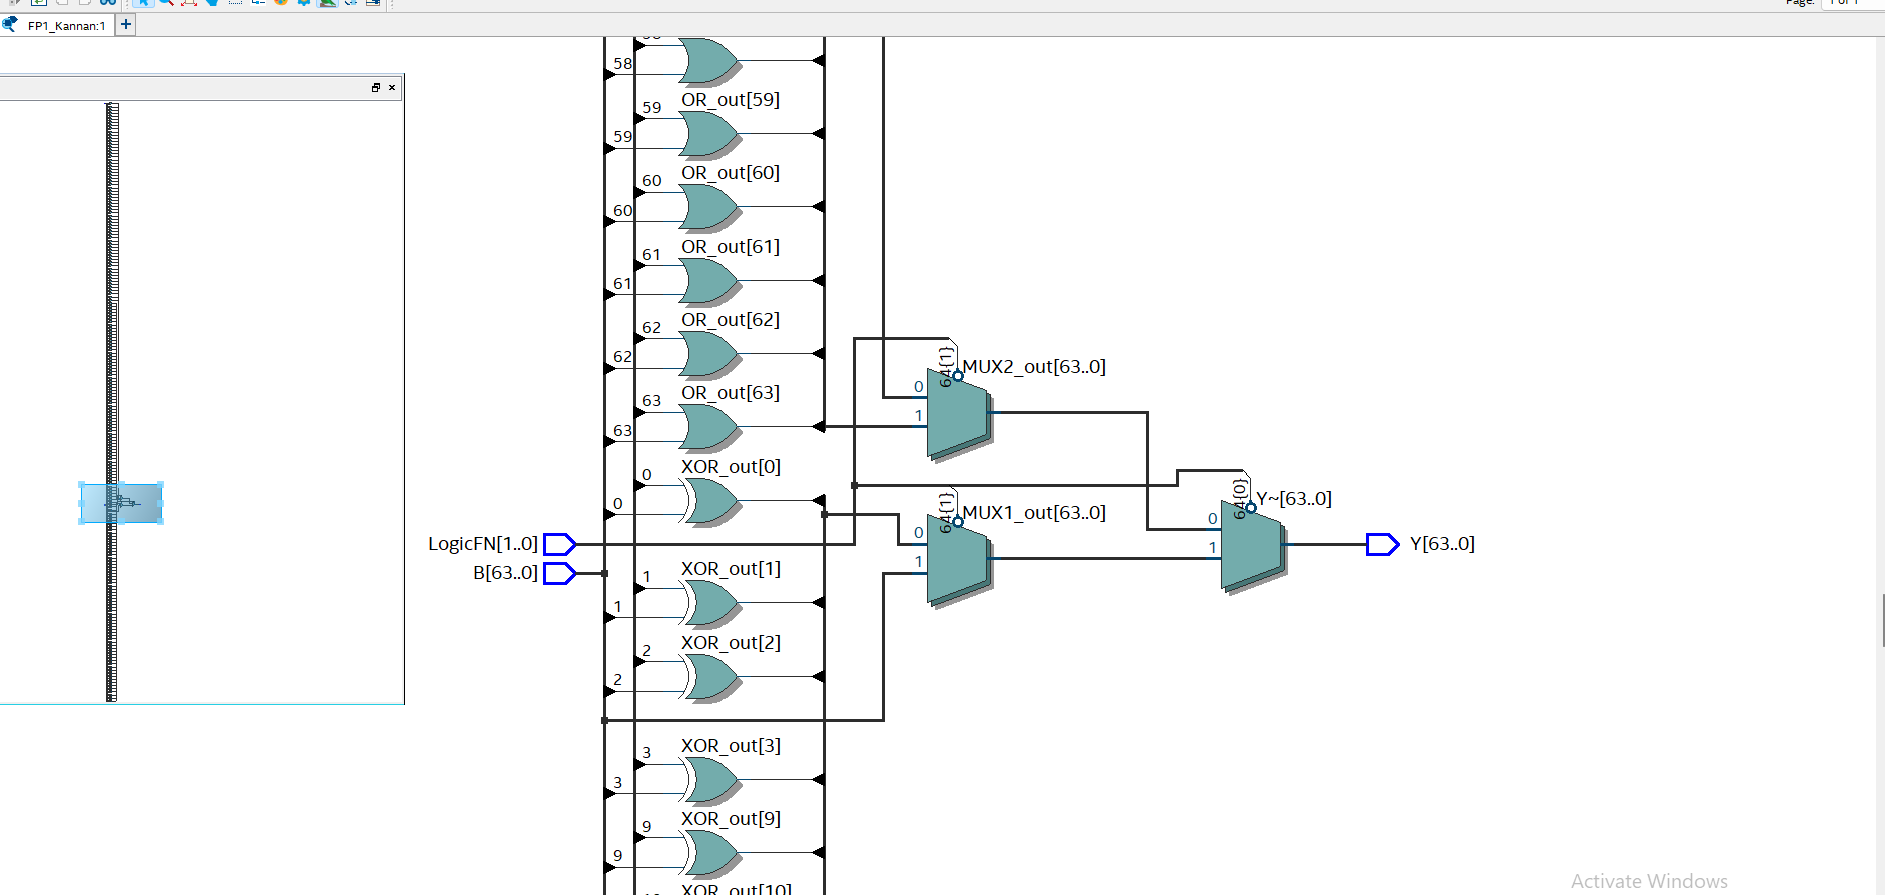 Page: 1 of 1
FP1_Kannan:1
58
OR_out[59]
59
59
OR_out[60]
60
60
OR_out[61]
61
61
OR_out[62]
62
62
OR_out[63]
63
63
XOR_out[0]
0
0
LogicFN[1..0]
B[63..0]
XOR_out[1]
1
1
XOR_out[2]
2
2
XOR_out[3]
3
3
XOR_out[9]
9
9
XOR_out[10]
64{1}
MUX2_out[63..0]
0
1
64{1}
MUX1_out[63..0]
0
1
64{0}
Y~[63..0]
0
1
Y[63..0]
Activate Windows